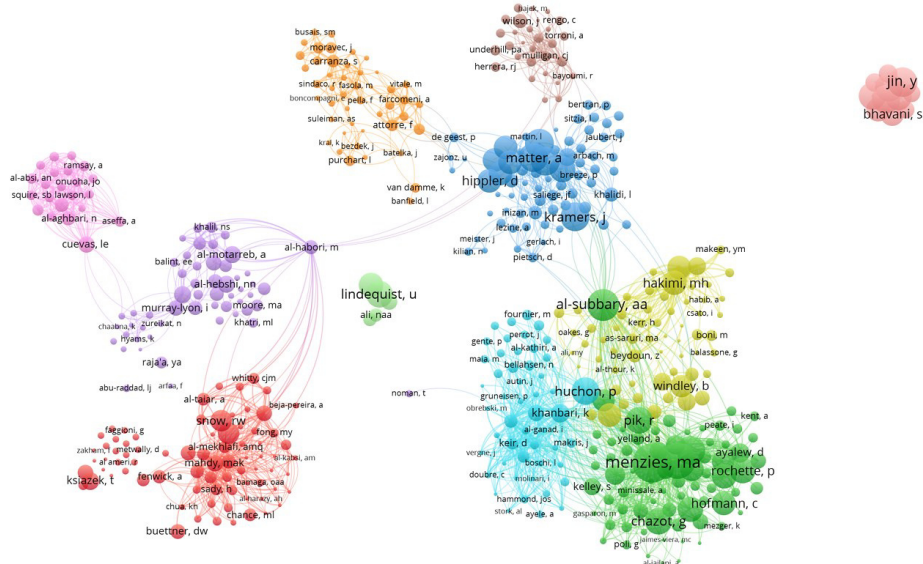 hajek, m
wilson, j
rengo, c
torroni, a
underhill, pa
mulligan, cj
herrera, rj
bayoumi, r
busais, sm
moravec, j
carranza, s
sindaco, r
fasola, m
vitale, m
pella, f
farcomeni, a
suleiman, as
attorre, f
kral, k
bezdek, j
purchart, l
batelka, j
van damme, k
banfield, l
jin, y
bhavani, s
bertran, p
sitzia, l
jaubert, j
de geest, p
martin, l
zajonz, u
matter, a
arbach, m
breeze, p
hippler, d
saliege, jf
khalidi, l
inizan, m
kramers, j
lezine, a
meister, j
gerlach, i
kilian, n
pietsch, d
ramsay, a
al-absi, an
onuoha, jo
squire, sb
lawson, l
al-aghbari, n
aseffa, a
cuevas, le
khalil, ns
al-motarreb, a
al-habori, m
balint, ee
al-hebshi, nn
murray-lyon, i
moore, ma
chaabna, k
zureikat, n
khatri, ml
hyams, k
raja'a, ya
abu-raddad, lj
arfaa, f
lindequist, u
ali, naa
makeen, ym
hakimi, mh
al-subbary, aa
habib, a
csato, i
fournier, m
oakes, g
kerr, h
perrot, j
gente, p
as-saruri, ma
boni, m
al-kathiri, a
ali, my
beydoun, z
balassone, g
maia, m
bellahsen, n
al-thour, k
autin, j
windley, b
huchon, p
gruneisen, p
noman, t
obrebski, m
khanbari, k
pik, r
kent, a
al-ganad, i
peate, i
yelland, a
keir, d
makris, j
vergne, j
menzies, ma
ayalew, d
boschi, l
rochette, p
doubre, c
molinari, i
kelley, s
minissale, a
hammond, jos
hofmann, c
stork, al
ayele, a
gasparon, m
chazot, g
mezger, k
poli, g
jaimes-viera, mc
whitty, cjm
al-taiar, a
beja-pereira, a
snow, rw
fong, my
faggioni, g
al-mekhlafi, amq
metwally, d
al ameri, r
mahdy, mak
ksiazek, t
fenwick, a
bamaga, oaa
sady, h
al-harazy, ah
chua, kh
chance, ml
buettner, dw